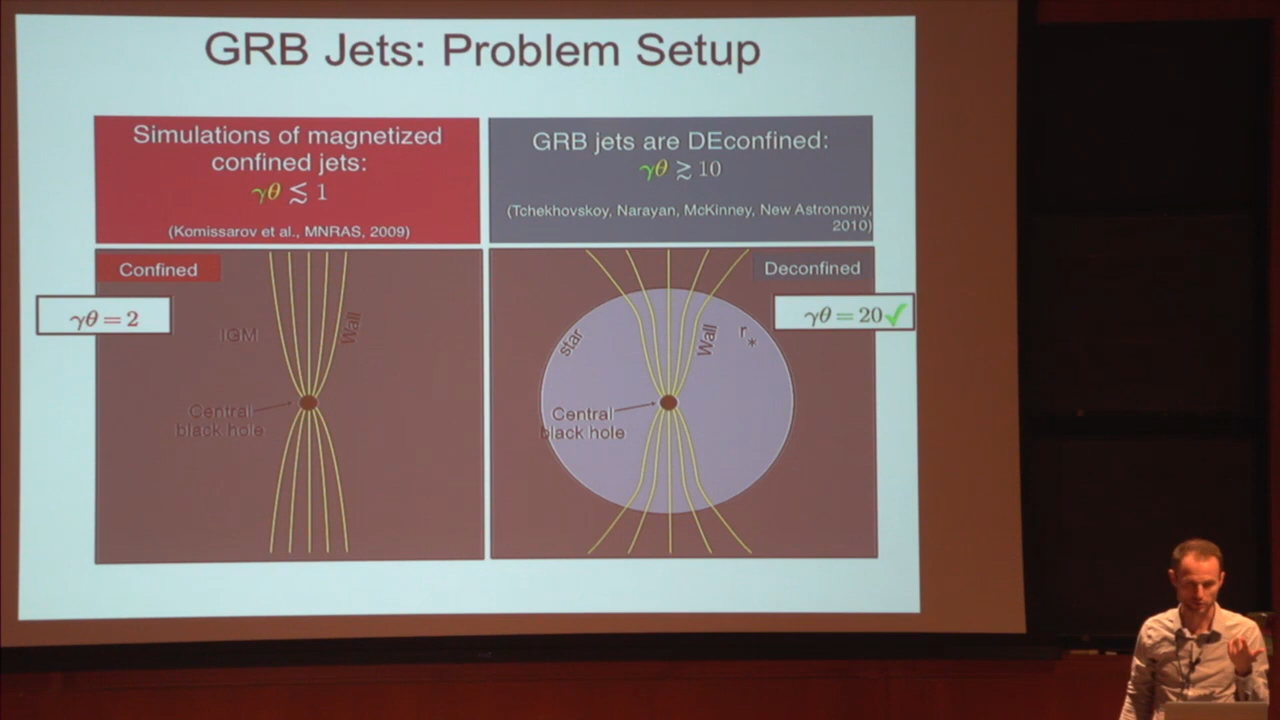 GRB Jets: Problem Setup
Simulations of magnetized
confined jets:
γθ ≲ 1
(Komissarov et al., MNRAS, 2009)
GRB jets are DEconfined:
γθ ≳ 10
(Tchekhovskoy, Narayan, McKinney, New Astronomy,
2010)
Confined
γθ = 2
IGM
Wall
Central
black hole
Deconfined
γθ = 20✓
star
Wall
r*
Central
black hole